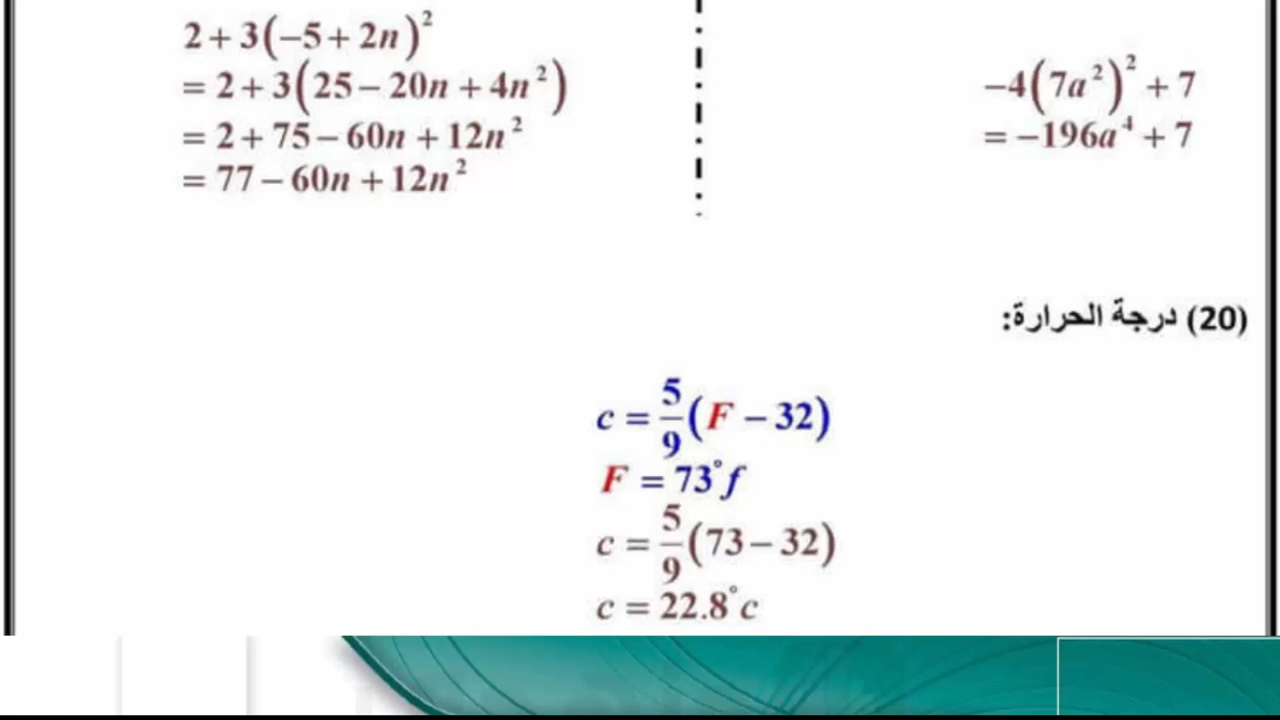 2+3(−5+2n)²
= 2+3(25−20n+4n²)
= 2+75−60n+12n²
= 77−60n+12n²
−4(7a²)²+7
= −196a⁴+7
(20) درجة الحرارة:
c = 5/9 (F − 32)
F = 73°f
c = 5/9 (73−32)
c = 22.8°c